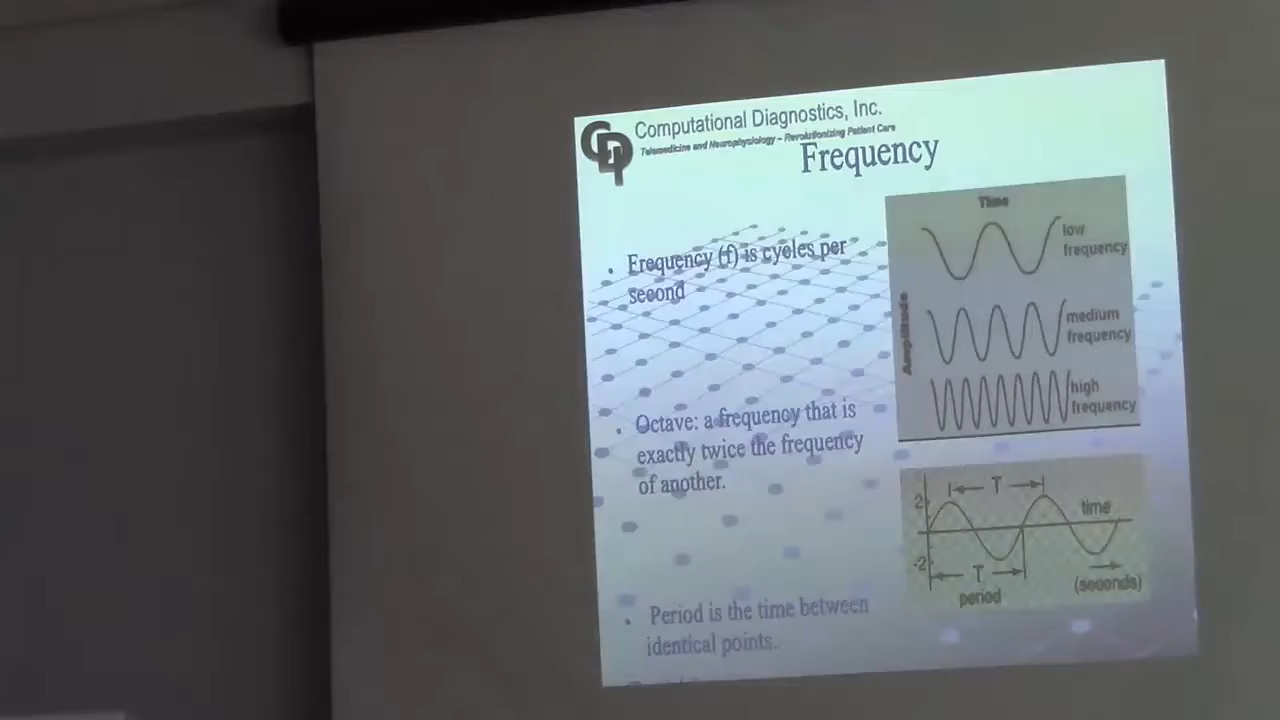 CDI
Computational Diagnostics, Inc.
Telemedicine and Neurophysiology – Revolutionizing Patient Care
Frequency
• Frequency (f) is cycles per
second
• Octave: a frequency that is
exactly twice the frequency
of another.
• Period is the time between
identical points.
Time
Amplitude
low
frequency
medium
frequency
high
frequency
2
T
time
-2
T
period
(seconds)